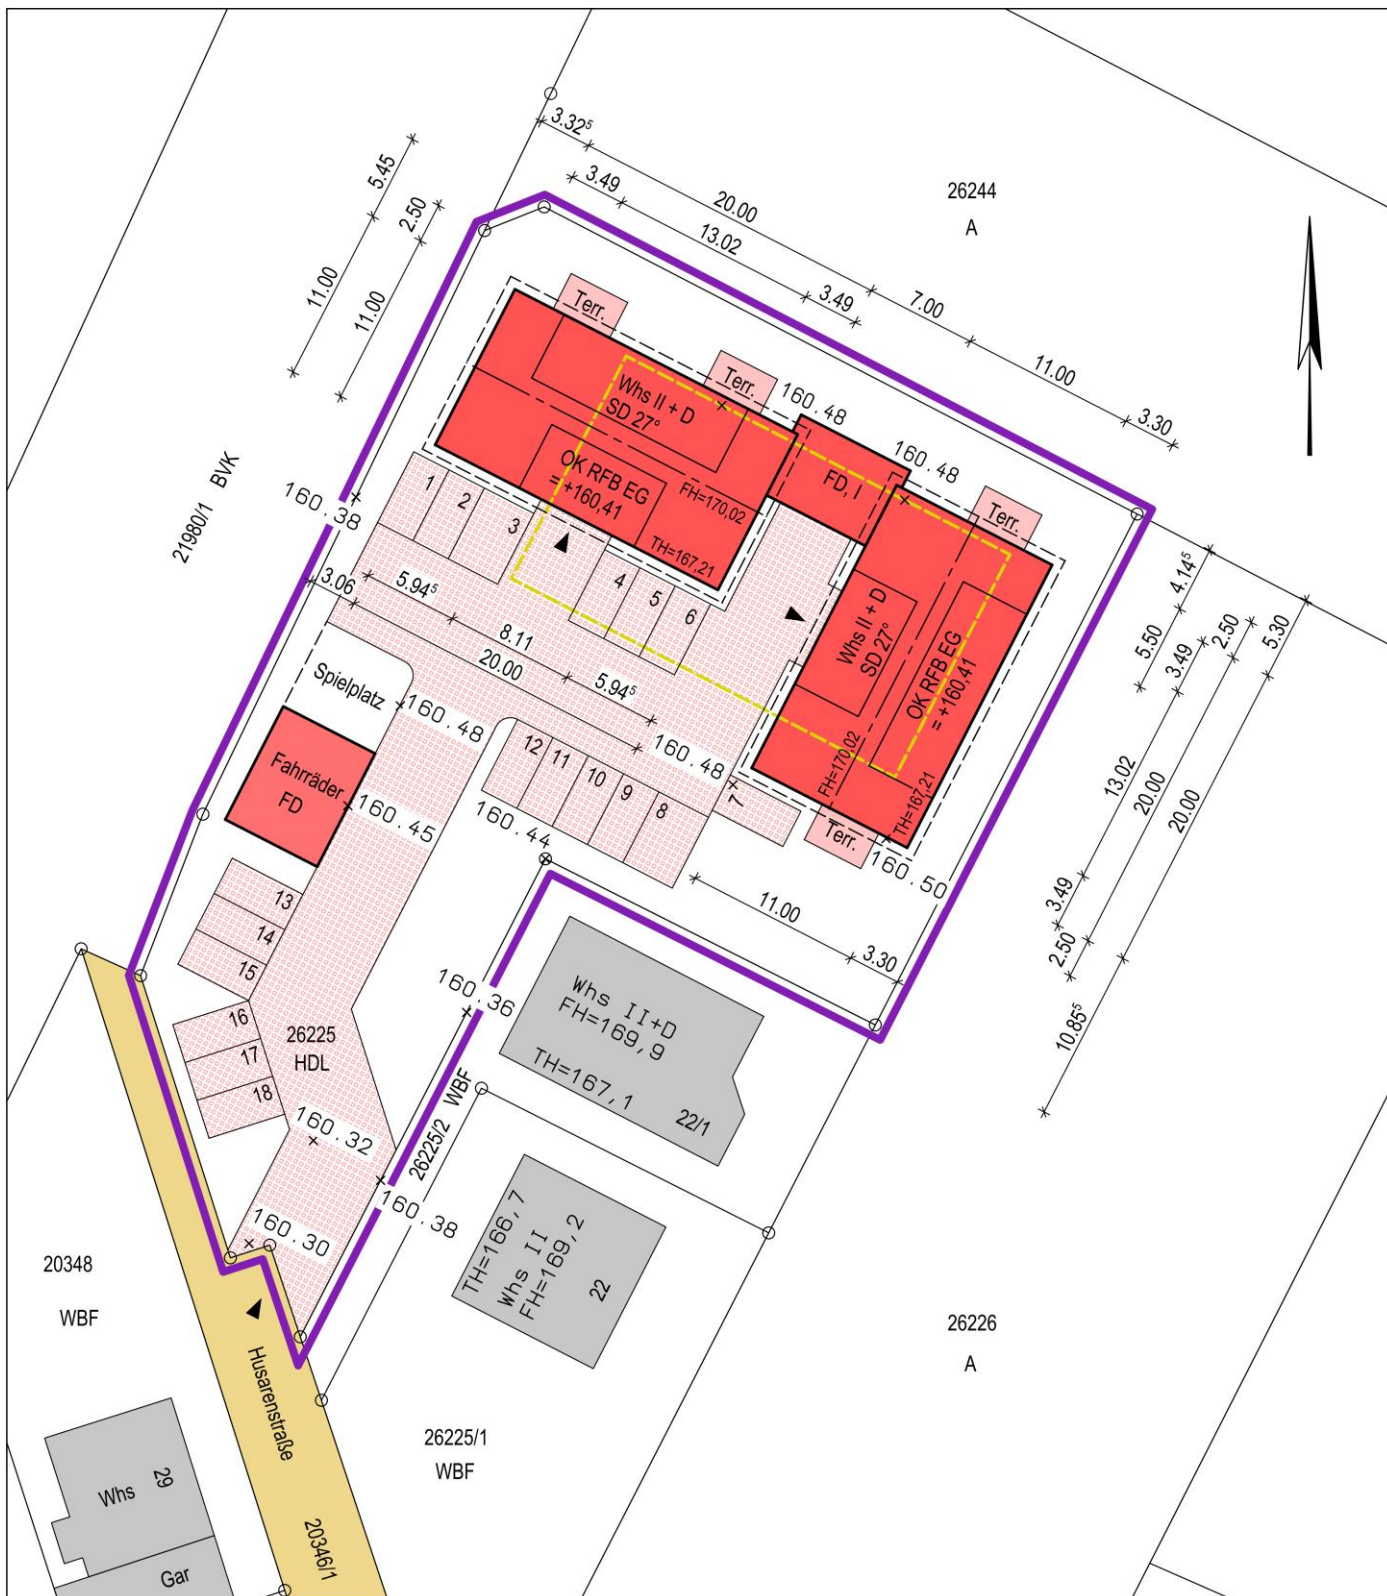 3.32⁵
5.45
3.49
20.00
26244
A
2.50
13.02
11.00
11.00
3.49
7.00
11.00
3.30
Terr.
Whs II + D
SD 27°
Terr.
160.48
160.48
OK RFB EG
= +160,41
FH=170,02
TH=167,21
FD, I
Terr.
21980/1 BVK
160.38
1
2
3
4
5
6
3.06
5.94⁵
8.11
20.00
5.94⁵
Whs II + D
SD 27°
OK RFB EG
= +160,41
FH=170,02
TH=167,21
4.14⁵
5.50
3.49
2.50
5.30
13.02
20.00
20.00
3.49
2.50
10.85⁵
Spielplatz
160.48
160.48
Fahrräder
FD
160.45
12
11
10
9
8
7
160.44
Terr.
160.50
11.00
3.30
13
14
15
16
17
18
26225
HDL
160.36
Whs II+D
FH=169,9
TH=167,1
22/1
160.32
26225/2 WBF
160.38
160.30
TH=166,7
Whs II
FH=169,2
22
20348
WBF
Husarenstraße
26226
A
26225/1
WBF
Whs 29
20346/1
Gar